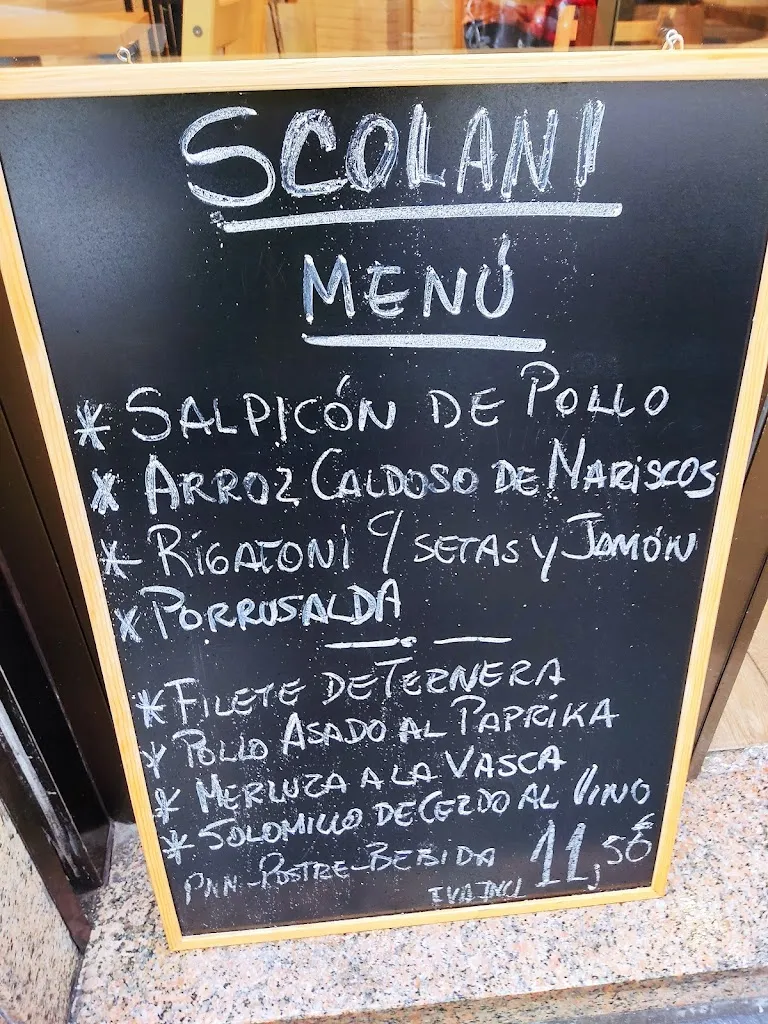 SCOLANI
MENÚ
* SALPICÓN DE POLLO
* ARROZ CALDOSO DE MARISCOS
* RIGATONI C/ SETAS Y JAMÓN
* PORRUSALDA
* FILETE DE TERNERA
* POLLO ASADO AL PAPRIKA
* MERLUZA A LA VASCA
* SOLOMILLO DE CERDO AL VINO
PAN-POSTRE-BEBIDA 11,50€
IVA INCL